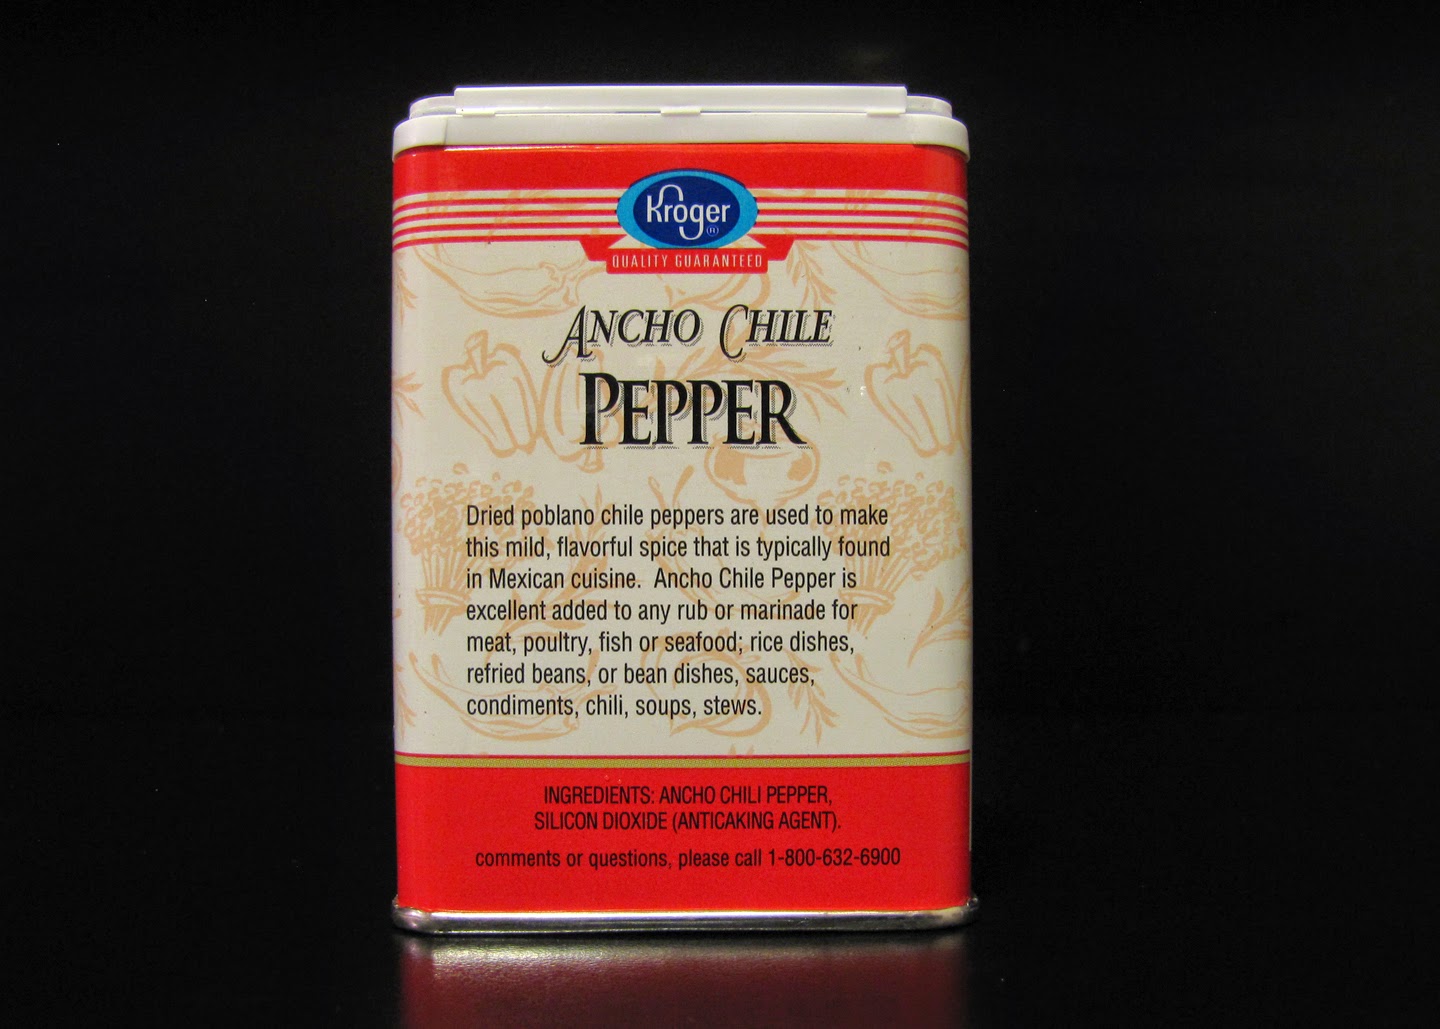 Kroger ®
QUALITY GUARANTEED
ANCHO CHILE
PEPPER
Dried poblano chile peppers are used to make
this mild, flavorful spice that is typically found
in Mexican cuisine. Ancho Chile Pepper is
excellent added to any rub or marinade for
meat, poultry, fish or seafood; rice dishes,
refried beans, or bean dishes, sauces,
condiments, chili, soups, stews.
INGREDIENTS: ANCHO CHILI PEPPER,
SILICON DIOXIDE (ANTICAKING AGENT).
comments or questions, please call 1-800-632-6900